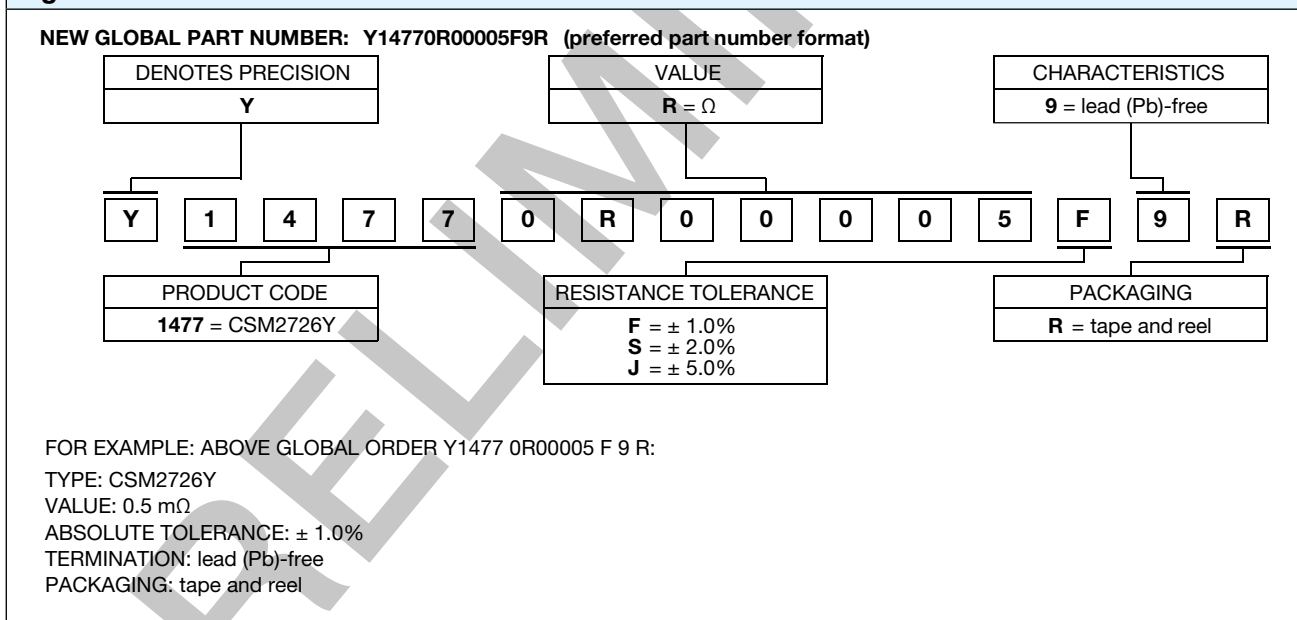 NEW GLOBAL PART NUMBER: Y14770R00005F9R (preferred part number format)
DENOTES PRECISION
Y
VALUE
R = Ω
CHARACTERISTICS
9 = lead (Pb)-free
Y 1 4 7 7 0 R 0 0 0 0 5 F 9 R
PRODUCT CODE
1477 = CSM2726Y
RESISTANCE TOLERANCE
F = ± 1.0%
S = ± 2.0%
J = ± 5.0%
PACKAGING
R = tape and reel
FOR EXAMPLE: ABOVE GLOBAL ORDER Y1477 0R00005 F 9 R:
TYPE: CSM2726Y
VALUE: 0.5 mΩ
ABSOLUTE TOLERANCE: ± 1.0%
TERMINATION: lead (Pb)-free
PACKAGING: tape and reel
RELIMI